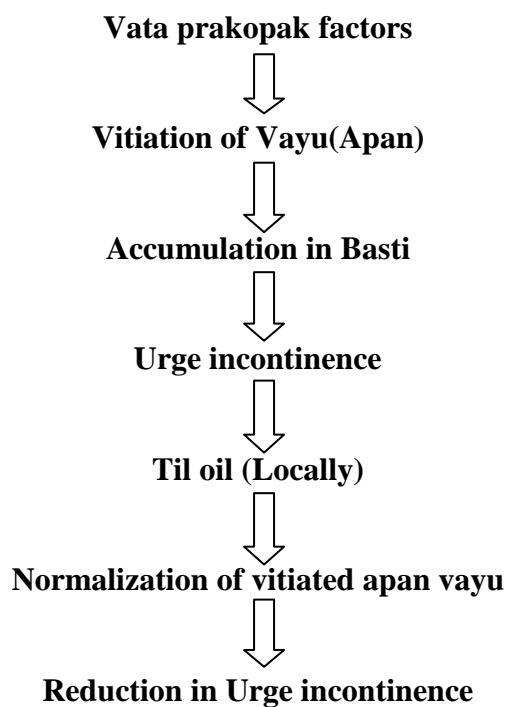 Vata prakopak factors
Vitiation of Vayu(Apan)
Accumulation in Basti
Urge incontinence
Til oil (Locally)
Normalization of vitiated apan vayu
Reduction in Urge incontinence